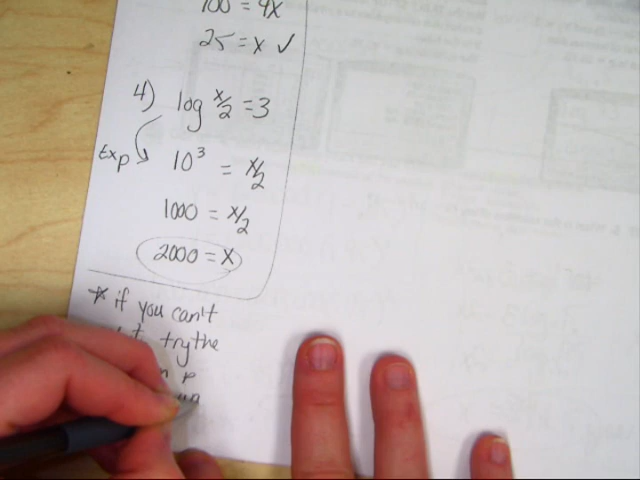 100 = 4x
25 = x ✓
4) log x/2 = 3
Exp 10³ = x/2
1000 = x/2
2000 = x
* if you can't
try the